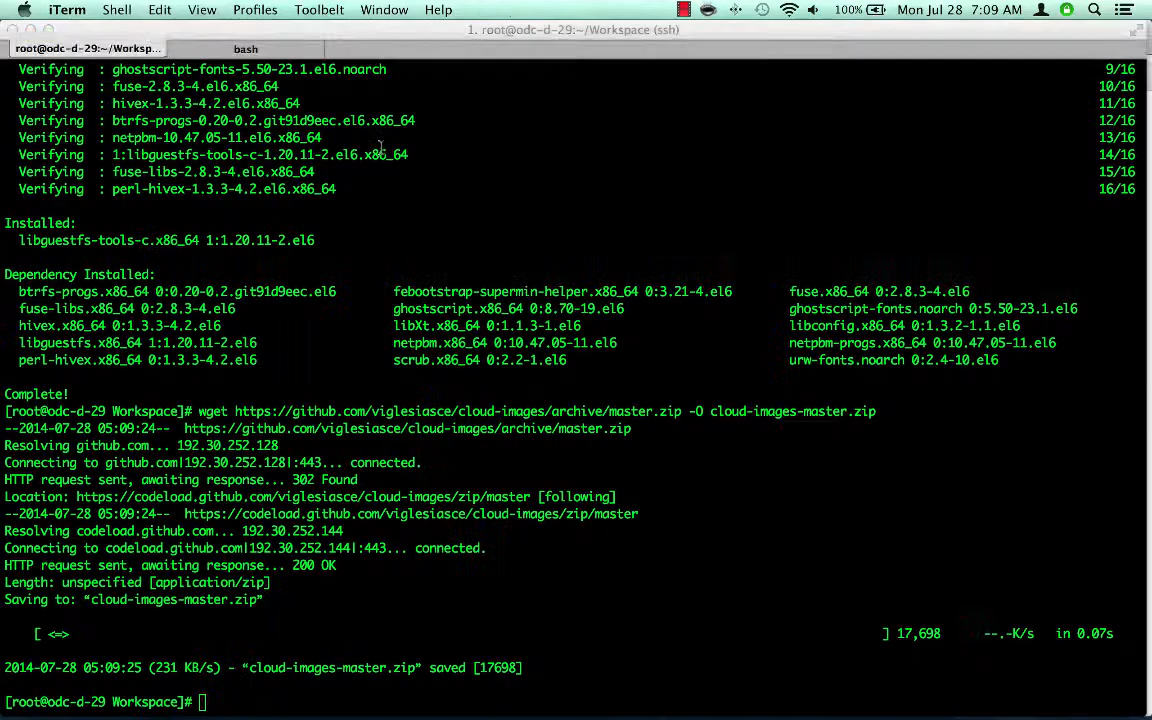 iTerm Shell Edit View Profiles Toolbelt Window Help 100% Mon Jul 28 7:09 AM
1. root@odc-d-29:~/Workspace (ssh)
root@odc-d-29:~/Worksp... bash
Verifying : ghostscript-fonts-5.50-23.1.el6.noarch 9/16
Verifying : fuse-2.8.3-4.el6.x86_64 10/16
Verifying : hivex-1.3.3-4.2.el6.x86_64 11/16
Verifying : btrfs-progs-0.20-0.2.git91d9eec.el6.x86_64 12/16
Verifying : netpbm-10.47.05-11.el6.x86_64 13/16
Verifying : 1:libguestfs-tools-c-1.20.11-2.el6.x86_64 14/16
Verifying : fuse-libs-2.8.3-4.el6.x86_64 15/16
Verifying : perl-hivex-1.3.3-4.2.el6.x86_64 16/16
Installed:
libguestfs-tools-c.x86_64 1:1.20.11-2.el6
Dependency Installed:
btrfs-progs.x86_64 0:0.20-0.2.git91d9eec.el6 febootstrap-supermin-helper.x86_64 0:3.21-4.el6 fuse.x86_64 0:2.8.3-4.el6
fuse-libs.x86_64 0:2.8.3-4.el6 ghostscript.x86_64 0:8.70-19.el6 ghostscript-fonts.noarch 0:5.50-23.1.el6
hivex.x86_64 0:1.3.3-4.2.el6 libXt.x86_64 0:1.1.3-1.el6 libconfig.x86_64 0:1.3.2-1.1.el6
libguestfs.x86_64 1:1.20.11-2.el6 netpbm.x86_64 0:10.47.05-11.el6 netpbm-progs.x86_64 0:10.47.05-11.el6
perl-hivex.x86_64 0:1.3.3-4.2.el6 scrub.x86_64 0:2.2-1.el6 urw-fonts.noarch 0:2.4-10.el6
Complete!
[root@odc-d-29 Workspace]# wget https://github.com/viglesiasce/cloud-images/archive/master.zip -O cloud-images-master.zip
--2014-07-28 05:09:24-- https://github.com/viglesiasce/cloud-images/archive/master.zip
Resolving github.com... 192.30.252.128
Connecting to github.com|192.30.252.128|:443... connected.
HTTP request sent, awaiting response... 302 Found
Location: https://codeload.github.com/viglesiasce/cloud-images/zip/master [following]
--2014-07-28 05:09:24-- https://codeload.github.com/viglesiasce/cloud-images/zip/master
Resolving codeload.github.com... 192.30.252.144
Connecting to codeload.github.com|192.30.252.144|:443... connected.
HTTP request sent, awaiting response... 200 OK
Length: unspecified [application/zip]
Saving to: “cloud-images-master.zip”
[ <=> ] 17,698 --.-K/s in 0.07s
2014-07-28 05:09:25 (231 KB/s) - “cloud-images-master.zip” saved [17698]
[root@odc-d-29 Workspace]#